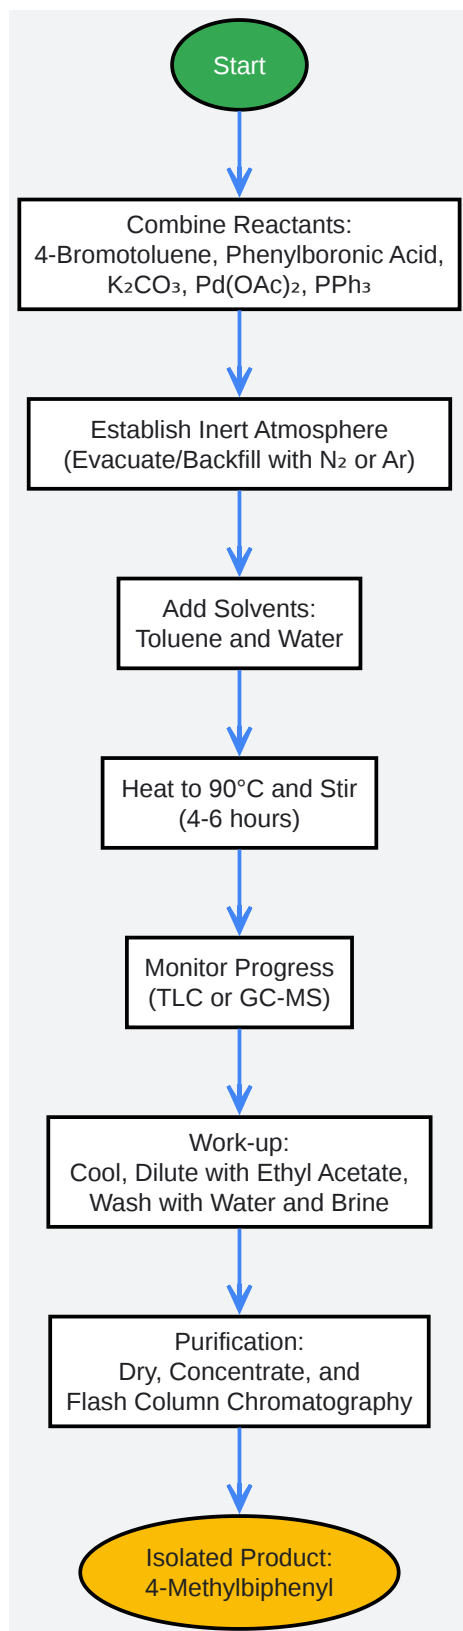 Start
Combine Reactants:
4-Bromotoluene, Phenylboronic Acid,
K₂CO₃, Pd(OAc)₂, PPh₃
Establish Inert Atmosphere
(Evacuate/Backfill with N₂ or Ar)
Add Solvents:
Toluene and Water
Heat to 90°C and Stir
(4-6 hours)
Monitor Progress
(TLC or GC-MS)
Work-up:
Cool, Dilute with Ethyl Acetate,
Wash with Water and Brine
Purification:
Dry, Concentrate, and
Flash Column Chromatography
Isolated Product:
4-Methylbiphenyl